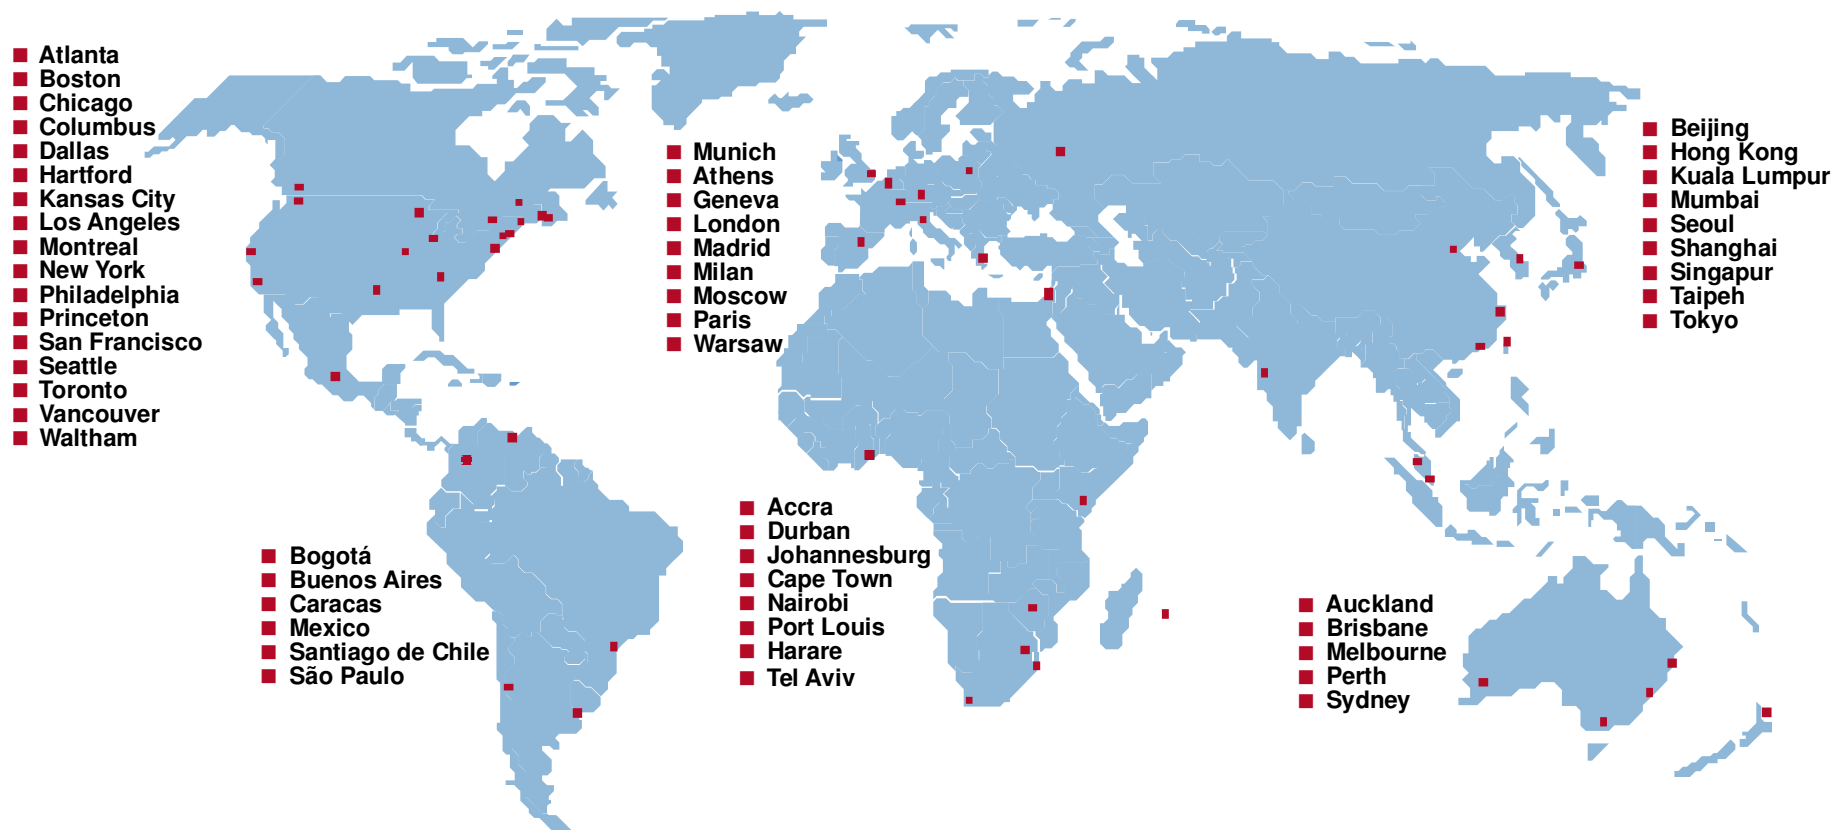 Atlanta
Boston
Chicago
Columbus
Dallas
Hartford
Kansas City
Los Angeles
Montreal
New York
Philadelphia
Princeton
San Francisco
Seattle
Toronto
Vancouver
Waltham
Munich
Athens
Geneva
London
Madrid
Milan
Moscow
Paris
Warsaw
Beijing
Hong Kong
Kuala Lumpur
Mumbai
Seoul
Shanghai
Singapur
Taipeh
Tokyo
Bogotá
Buenos Aires
Caracas
Mexico
Santiago de Chile
São Paulo
Accra
Durban
Johannesburg
Cape Town
Nairobi
Port Louis
Harare
Tel Aviv
Auckland
Brisbane
Melbourne
Perth
Sydney